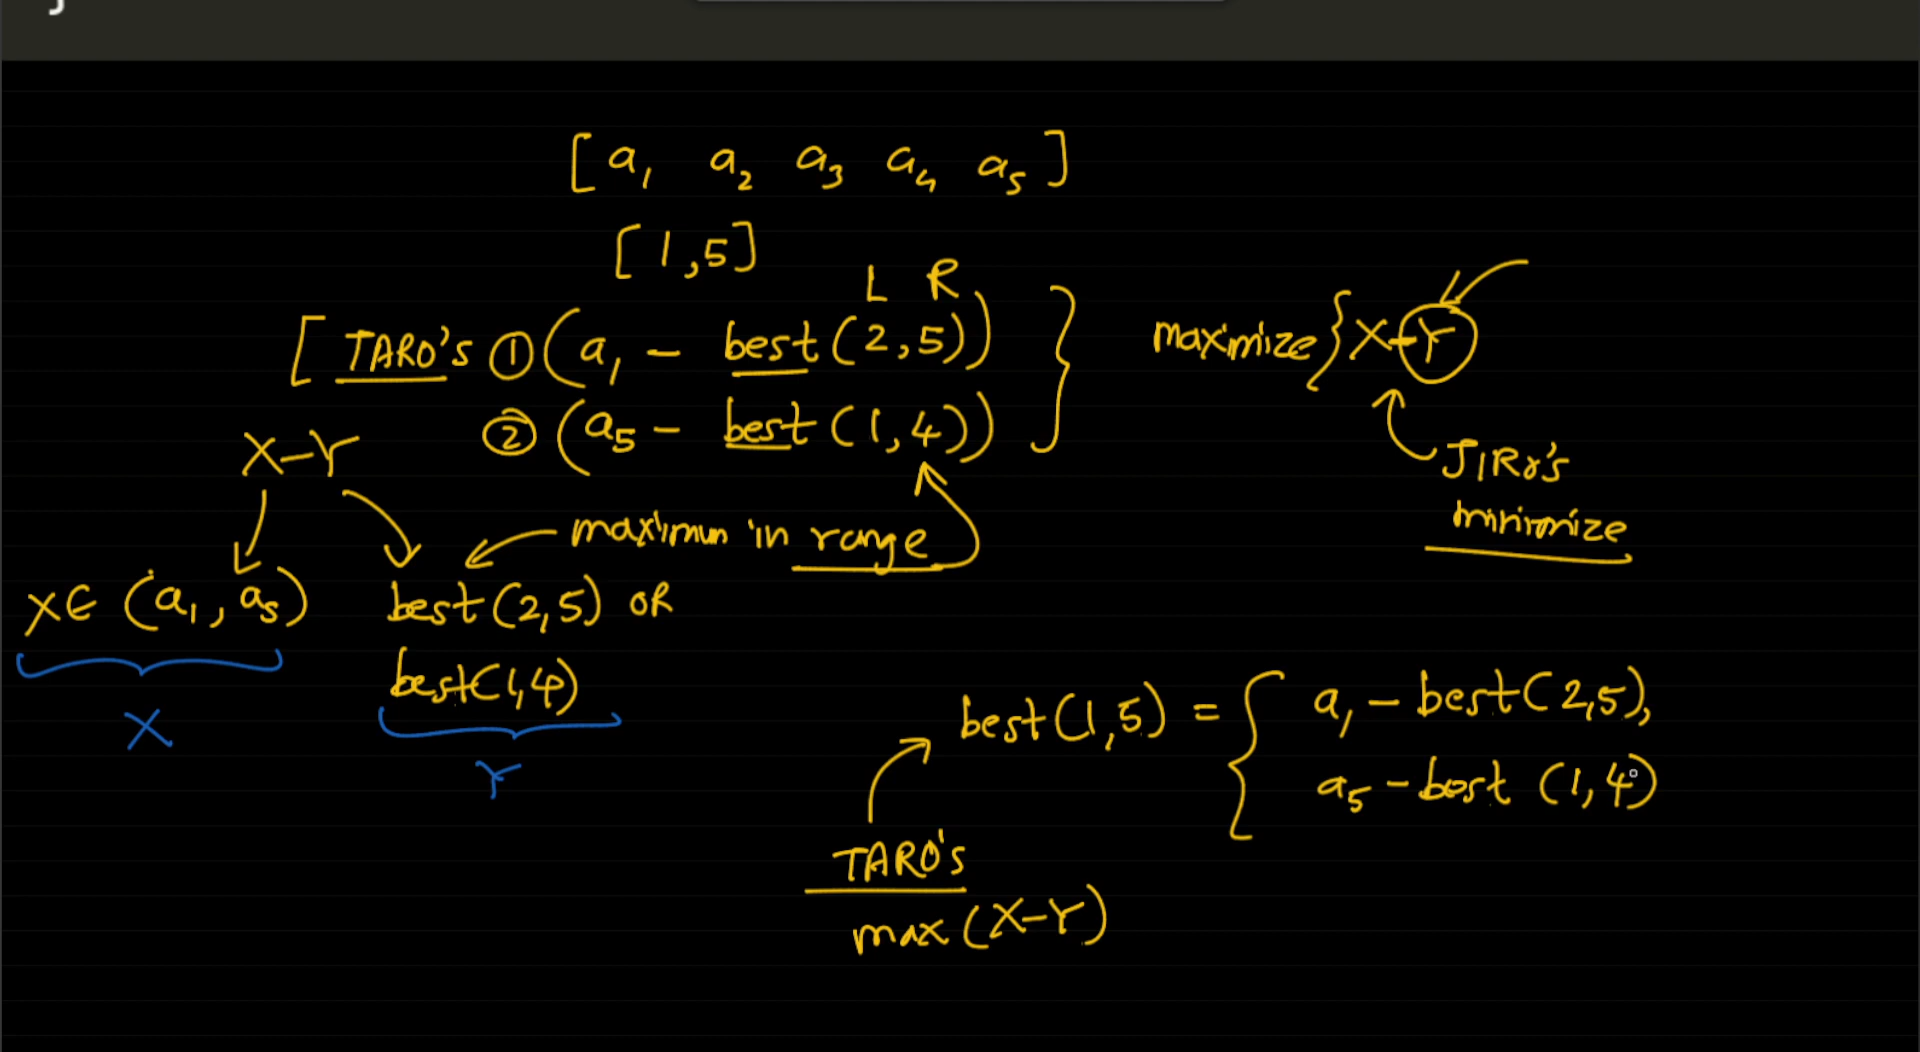 }
[a₁ a₂ a₃ a₄ a₅]
[1,5]
L R
[TARO's ① (a₁ - best(2,5)) } maximize } X-Y
② (a₅ - best(1,4))
X-Y
JIRO's
minimize
maximum in range
X∈ (a₁, a₅) best(2,5) OR
best(1,4)
X
Y
best(1,5) = { a₁ - best(2,5),
a₅ - best (1,4)
TARO's
max (X-Y)